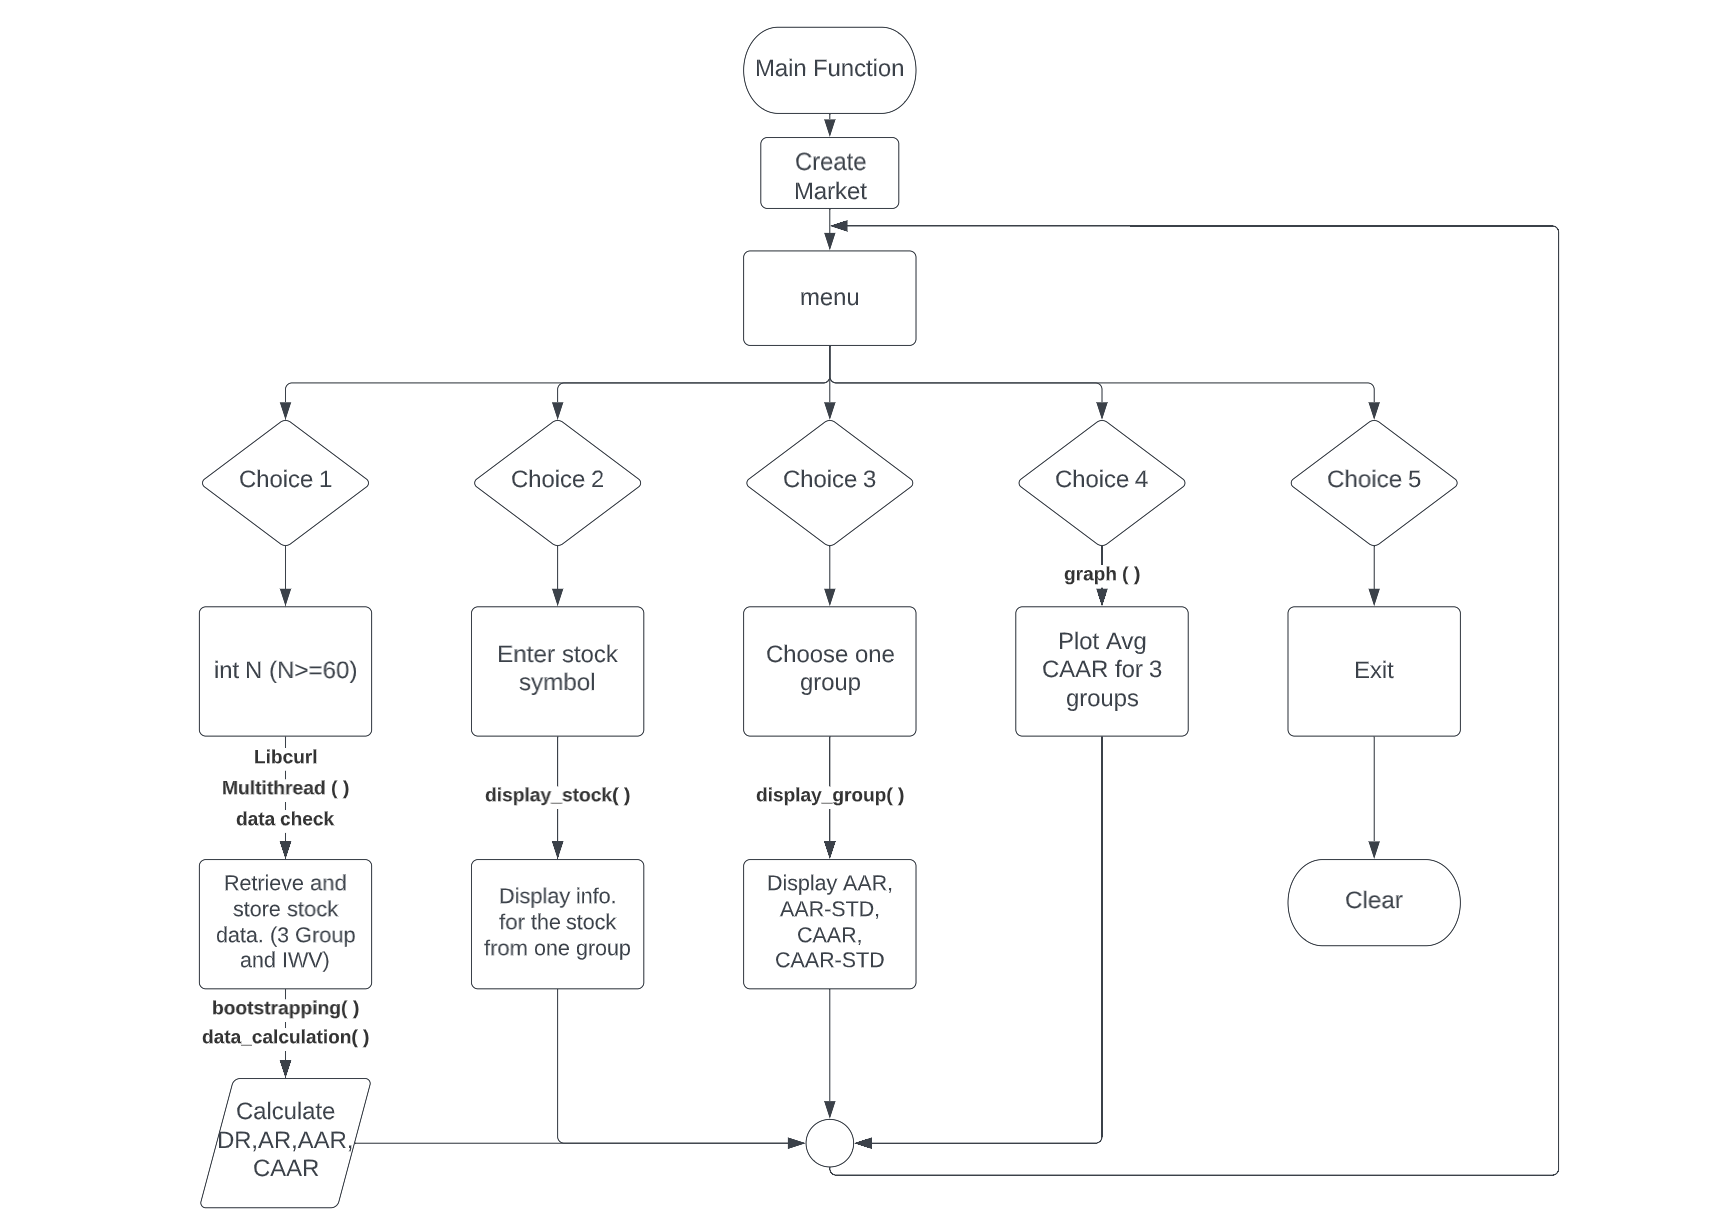 Main Function
Create
Market
menu
Choice 1
Choice 2
Choice 3
Choice 4
Choice 5
graph ( )
int N (N>=60)
Enter stock
symbol
Choose one
group
Plot Avg
CAAR for 3
groups
Exit
Libcurl
Multithread ( )
data check
display_stock( )
display_group( )
Retrieve and
store stock
data. (3 Group
and IWV)
Display info.
for the stock
from one group
Display AAR,
AAR-STD,
CAAR,
CAAR-STD
Clear
bootstrapping( )
data_calculation( )
Calculate
DR,AR,AAR,
CAAR